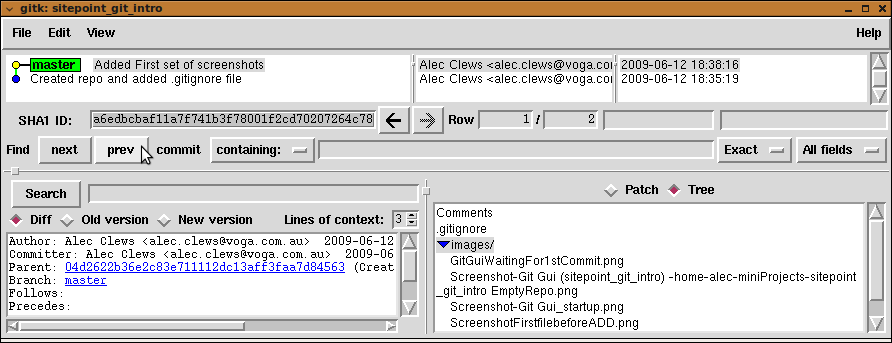 gitk: sitepoint_git_intro
File Edit View Help
master Added First set of screenshots Alec Clews <alec.clews@voga.com 2009-06-12 18:38:16
Created repo and added .gitignore file Alec Clews <alec.clews@voga.com 2009-06-12 18:35:19
SHA1 ID: a6edbcbaf11a7f741b3f78001f2cd70207264c78 Row 1 / 2
Find next prev commit containing: Exact All fields
Search
Patch Tree
Diff Old version New version Lines of context: 3
Author: Alec Clews <alec.clews@voga.com.au> 2009-06-12
Committer: Alec Clews <alec.clews@voga.com.au> 2009-06
Parent: 04d2622b36e2c83e711112dc13aff3faa7d84563 (Creat
Branch: master
Follows:
Precedes:
Comments
.gitignore
images/
GitGuiWaitingFor1stCommit.png
Screenshot-Git Gui (sitepoint_git_intro) -home-alec-miniProjects-sitepoint
_git_intro EmptyRepo.png
Screenshot-Git Gui_startup.png
ScreenshotFirstfilebeforeADD.png